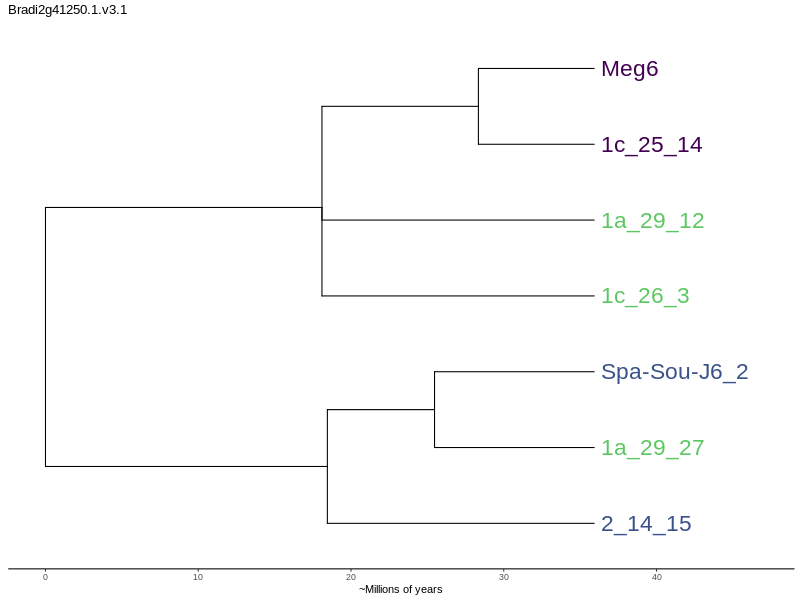 Bradi2g41250.1.v3.1
Meg6
1c_25_14
1a_29_12
1c_26_3
Spa-Sou-J6_2
1a_29_27
2_14_15
0 10 20 30 40
~Millions of years